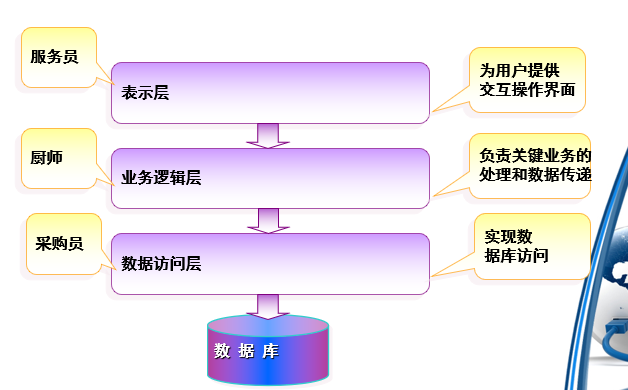 服务员
表示层
为用户提供
交互操作界面
厨师
业务逻辑层
负责关键业务的
处理和数据传递
采购员
数据访问层
实现数
据库访问
数 据 库